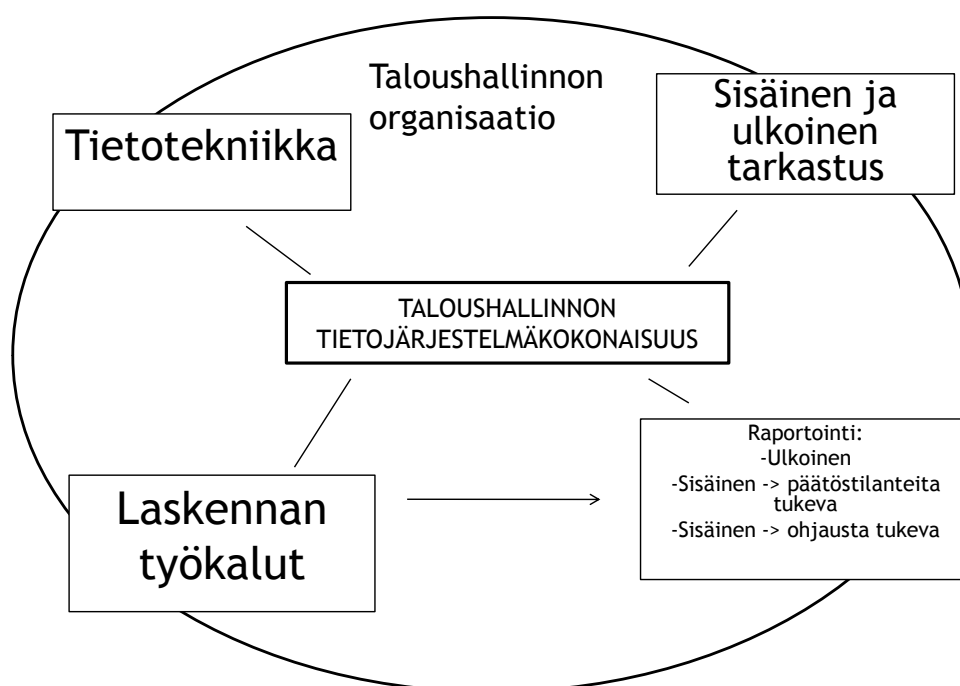 Taloushallinnon
organisaatio
Sisäinen ja
ulkoinen
tarkastus
Tietotekniikka
TALOUSHALLINNON
TIETOJÄRJESTELMÄKOKONAISUUS
Laskennan
työkalut
Raportointi:
-Ulkoinen
-Sisäinen -> päätöstilanteita
tukeva
-Sisäinen -> ohjausta tukeva